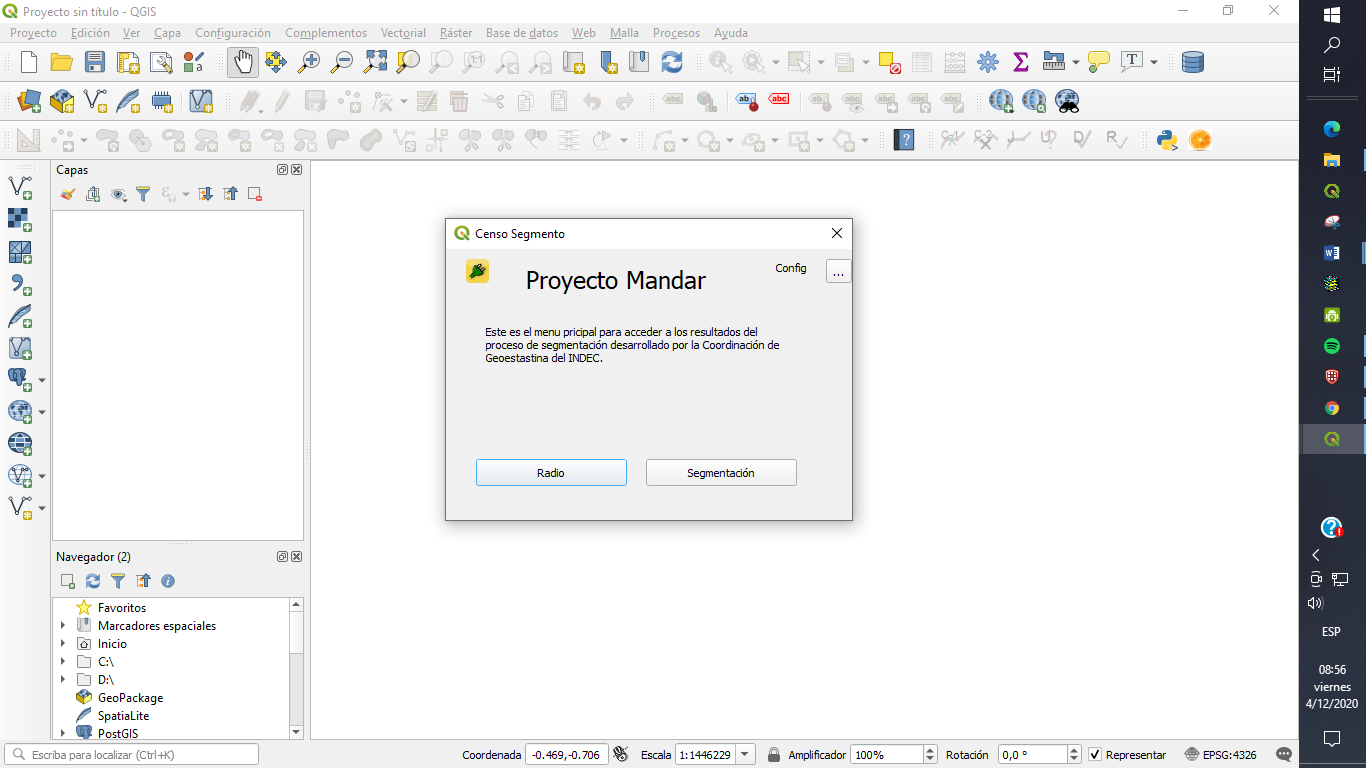 Proyecto sin título - QGIS
Proyecto Edición Ver Capa Configuración Complementos Vectorial Ráster Base de datos Web Malla Procesos Ayuda
Capas
Censo Segmento
Proyecto Mandar
Config
...
Este es el menu pricipal para acceder a los resultados del
proceso de segmentación desarrollado por la Coordinación de
Geoestastina del INDEC.
Radio
Segmentación
Navegador (2)
Favoritos
Marcadores espaciales
Inicio
C:\
D:\
GeoPackage
SpatiaLite
PostGIS
Escriba para localizar (Ctrl+K)
Coordenada -0.469,-0.706 Escala 1:1446229 Amplificador 100% Rotación 0,0 ° Representar EPSG:4326
ESP
08:56
viernes
4/12/2020